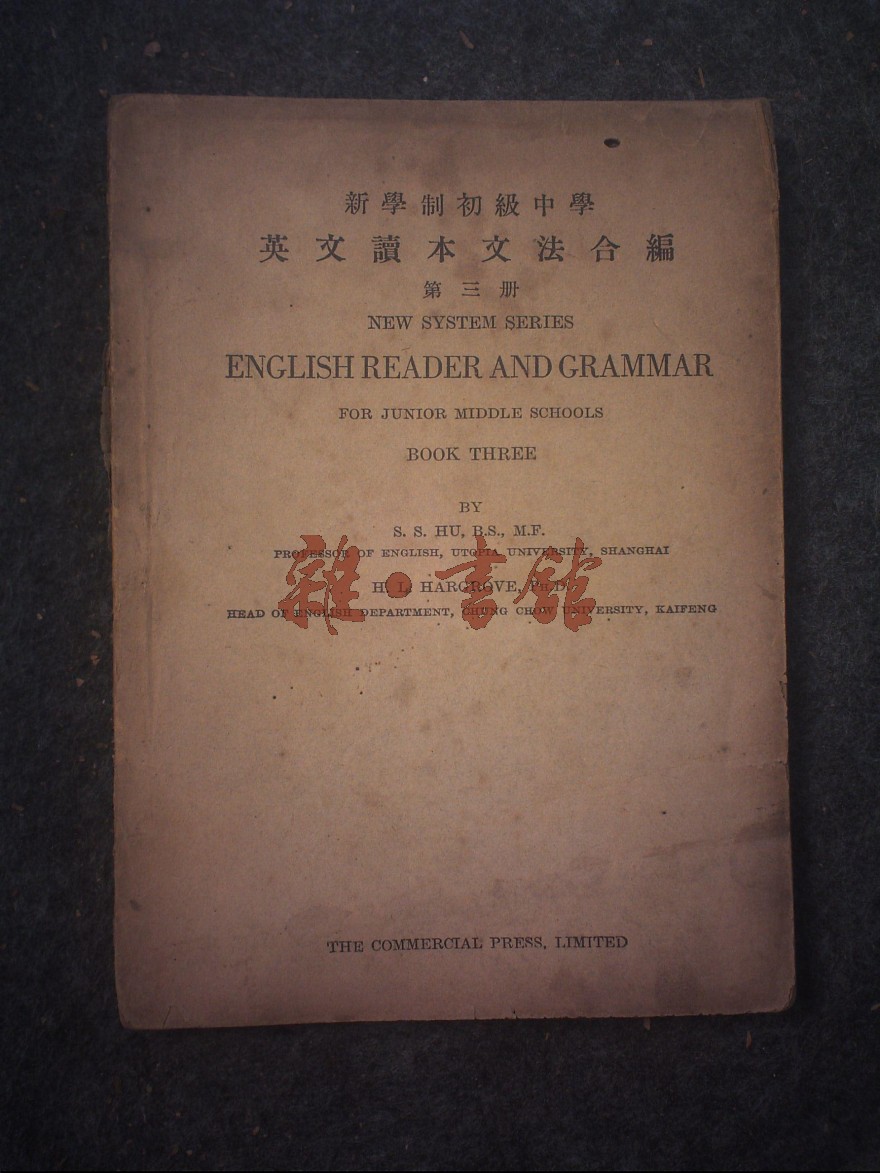 新學制初級中學
英文讀本文法合編
第三册
NEW SYSTEM SERIES
ENGLISH READER AND GRAMMAR
FOR JUNIOR MIDDLE SCHOOLS
BOOK THREE
BY
S. S. HU, B.S., M.F.
PROFESSOR OF ENGLISH, UTOPIA UNIVERSITY, SHANGHAI
H. L. HARGROVE, PH.D.
HEAD OF ENGLISH DEPARTMENT, CHUNG CHOW UNIVERSITY, KAIFENG
雜·書館
THE COMMERCIAL PRESS, LIMITED